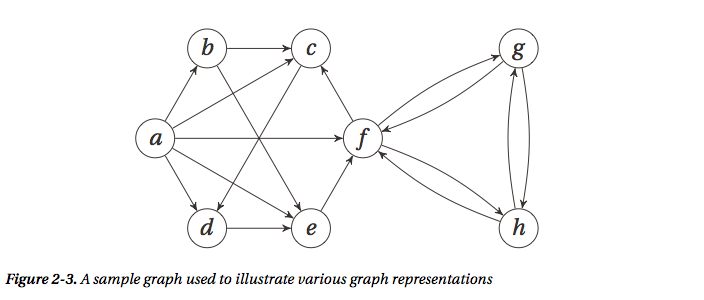 b
c
g
a
f
d
e
h
Figure 2-3. A sample graph used to illustrate various graph representations